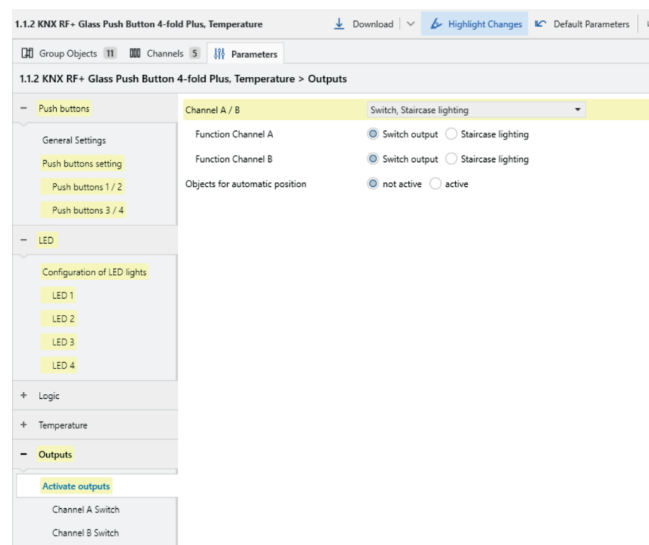 1.1.2 KNX RF+ Glass Push Button 4-fold Plus, Temperature Download Highlight Changes Default Parameters
Group Objects 11 Channels 5 Parameters
1.1.2 KNX RF+ Glass Push Button 4-fold Plus, Temperature > Outputs
Push buttons
Channel A / B Switch, Staircase lighting
General Settings
Function Channel A Switch output Staircase lighting
Push buttons setting
Function Channel B Switch output Staircase lighting
Push buttons 1 / 2
Objects for automatic position not active active
Push buttons 3 / 4
LED
Configuration of LED lights
LED 1
LED 2
LED 3
LED 4
Logic
Temperature
Outputs
Activate outputs
Channel A Switch
Channel B Switch